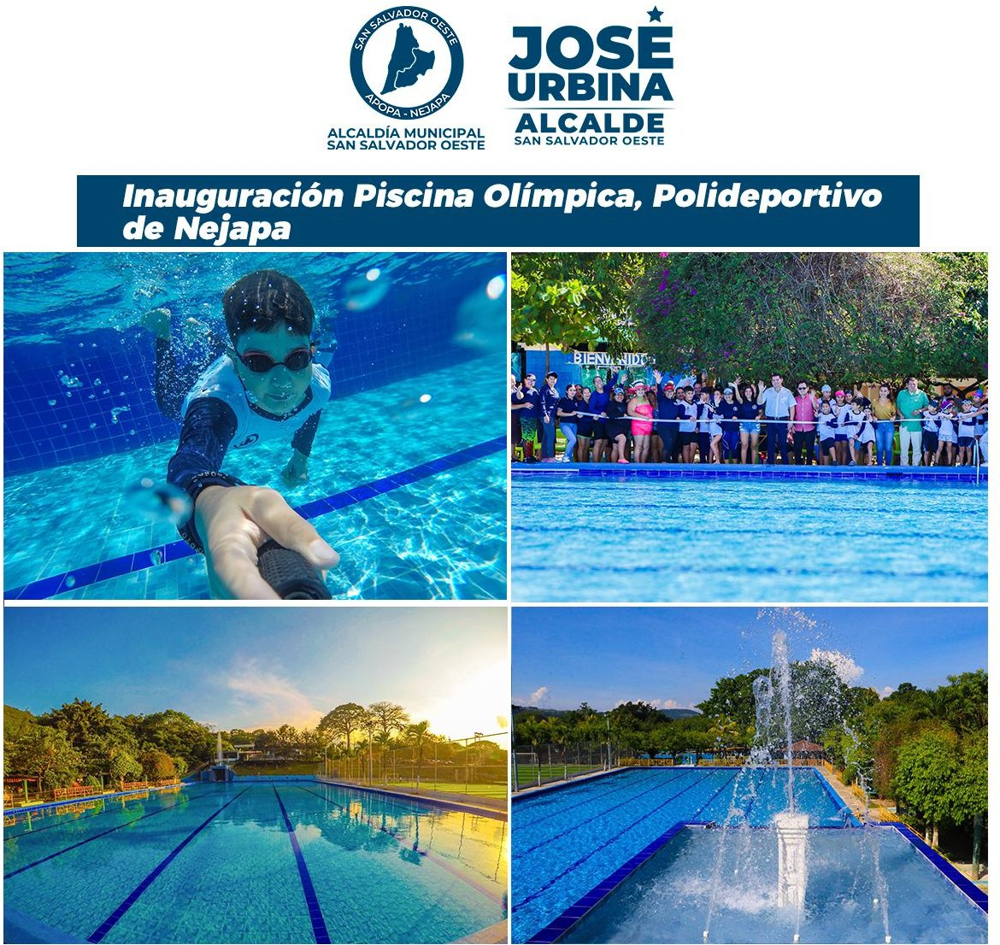 SAN SALVADOR OESTE
APOPA - NEJAPA
ALCALDÍA MUNICIPAL
SAN SALVADOR OESTE
JOSÉ
URBINA
ALCALDE
SAN SALVADOR OESTE
Inauguración Piscina Olímpica, Polideportivo
de Nejapa
BIENVENIDO